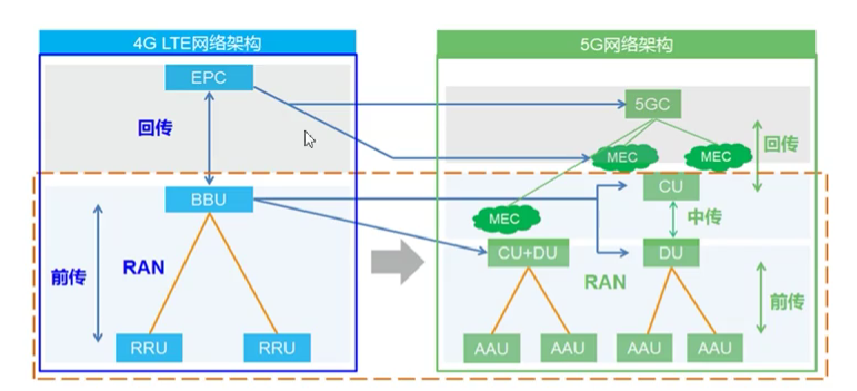 4G LTE网络架构
5G网络架构
EPC
5GC
回传
回传
MEC
MEC
BBU
CU
MEC
中传
CU+DU
DU
RAN
前传
RAN
前传
RRU
RRU
AAU
AAU
AAU
AAU